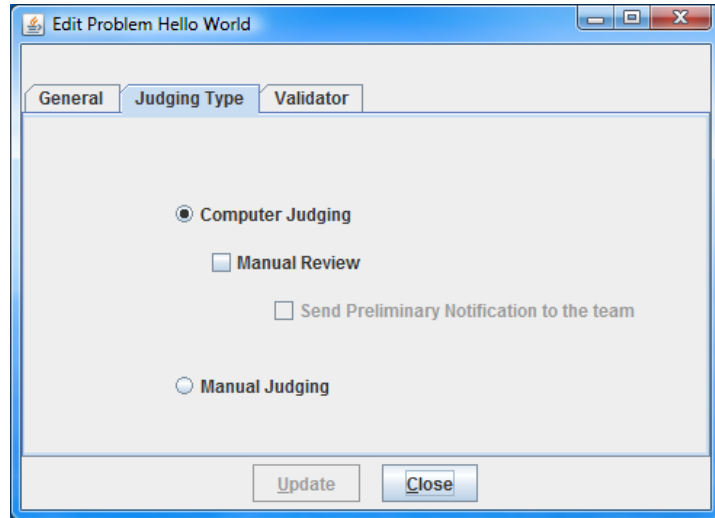 Edit Problem Hello World
General Judging Type Validator
Computer Judging
Manual Review
Send Preliminary Notification to the team
Manual Judging
Update Close